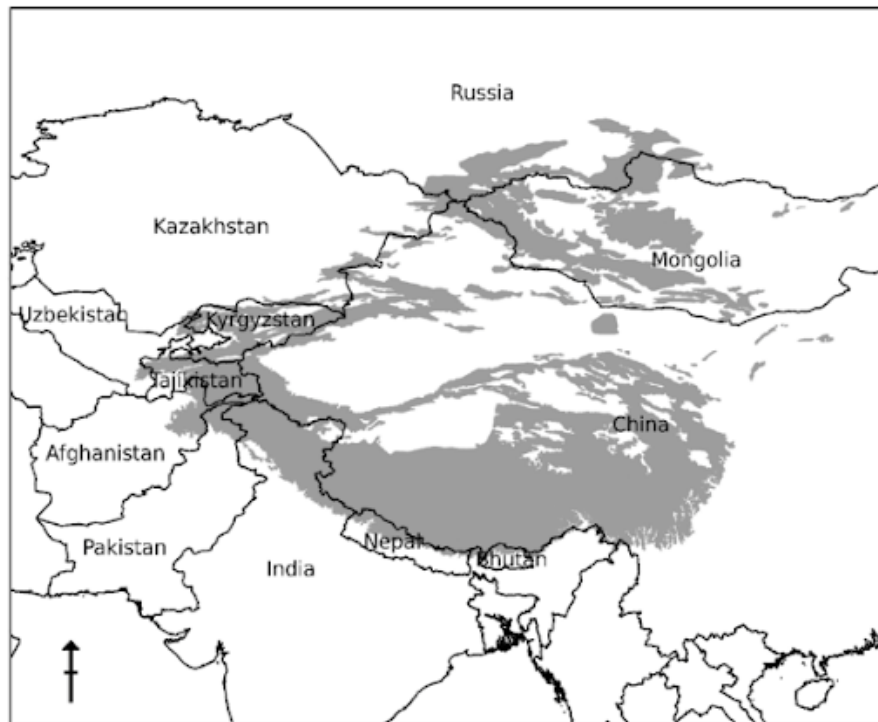 Russia
Kazakhstan
Mongolia
Uzbekistan
Kyrgyzstan
Tajikistan
China
Afghanistan
Pakistan
Nepal
Bhutan
India